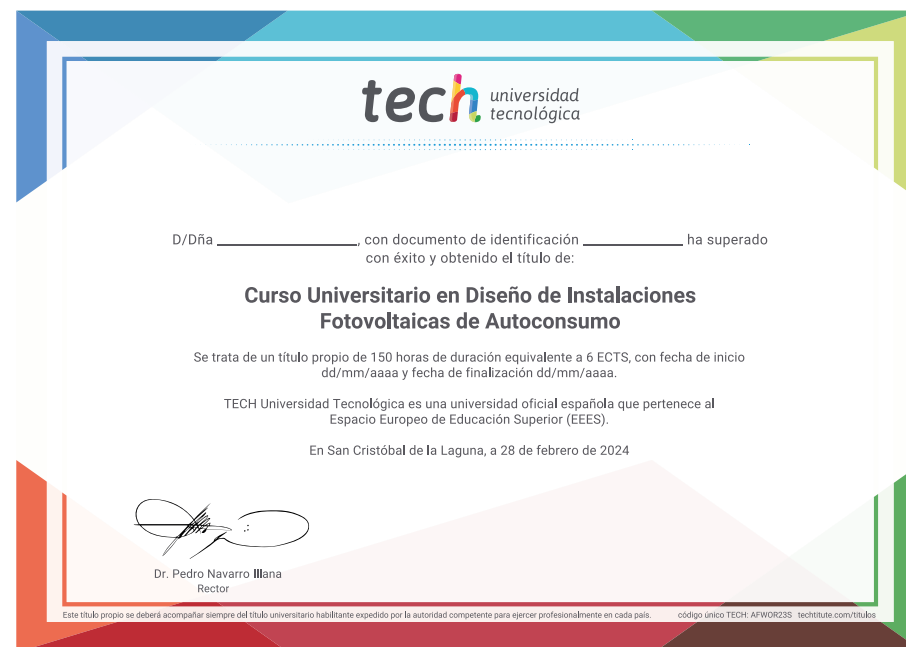 tech universidad
tecnológica
D/Dña ____________________, con documento de identificación ______________ ha superado
con éxito y obtenido el título de:
Curso Universitario en Diseño de Instalaciones
Fotovoltaicas de Autoconsumo
Se trata de un título propio de 150 horas de duración equivalente a 6 ECTS, con fecha de inicio
dd/mm/aaaa y fecha de finalización dd/mm/aaaa.
TECH Universidad Tecnológica es una universidad oficial española que pertenece al
Espacio Europeo de Educación Superior (EEES).
En San Cristóbal de la Laguna, a 28 de febrero de 2024
Dr. Pedro Navarro Illana
Rector
Este título propio se deberá acompañar siempre del título universitario habilitante expedido por la autoridad competente para ejercer profesionalmente en cada país. código único TECH: AFWOR23S techtitute.com/titulos